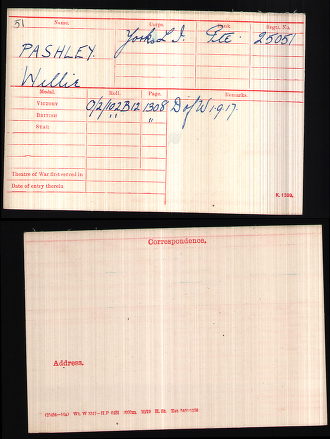 51 Name. Corps. Rank. Regtl. No.
PASHLEY. Yorks L.I. Pte. 25051
Willie
Medal. Roll. Page. Remarks.
VICTORY O/2/102B12 1308 D of W 1.9.17.
BRITISH " " "
STAR
Theatre of War first served in
Date of entry therein
K. 1380.
Correspondence.
Address.